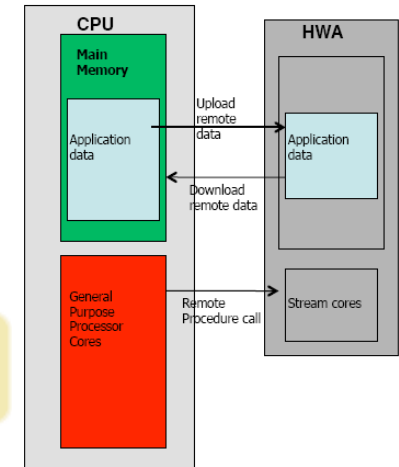 CPU
HWA
Main
Memory
Application
data
Upload
remote
data
Application
data
Download
remote data
General
Purpose
Processor
Cores
Remote
Procedure call
Stream cores